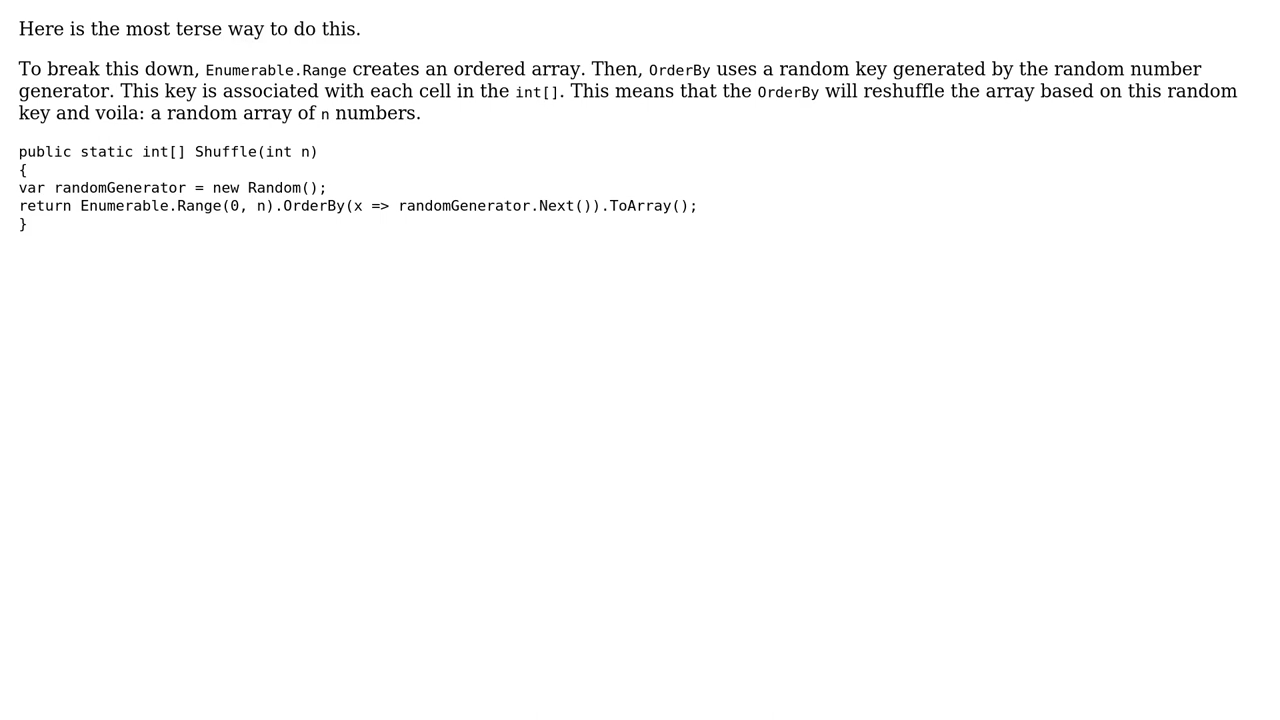 Here is the most terse way to do this.
To break this down, Enumerable.Range creates an ordered array. Then, OrderBy uses a random key generated by the random number
generator. This key is associated with each cell in the int[]. This means that the OrderBy will reshuffle the array based on this random
key and voila: a random array of n numbers.
public static int[] Shuffle(int n)
{
var randomGenerator = new Random();
return Enumerable.Range(0, n).OrderBy(x => randomGenerator.Next()).ToArray();
}